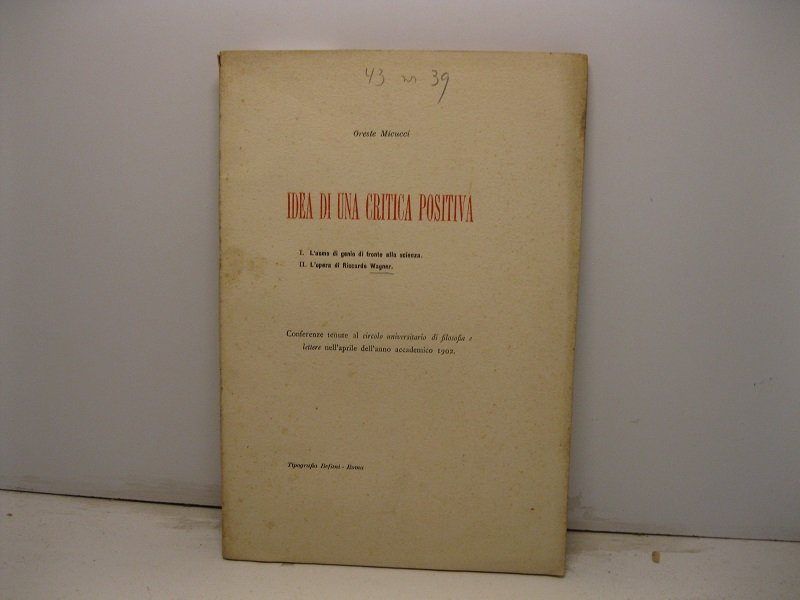 43 39
Oreste Micucci
IDEA DI UNA CRITICA POSITIVA
I. L'uomo di genio di fronte alla scienza.
II. L'opera di Riccardo Wagner.
Conferenze tenute al circolo universitario di filosofia e
lettere nell'aprile dell'anno accademico 1902.
Tipografia Befani - Roma